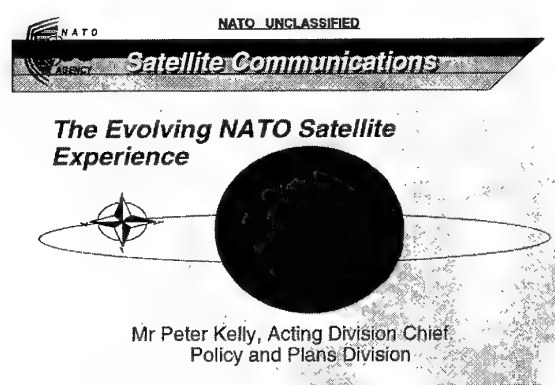 NATO UNCLASSIFIED
NATO
AGENCY
Satellite Communications
The Evolving NATO Satellite
Experience
Mr Peter Kelly, Acting Division Chief
Policy and Plans Division